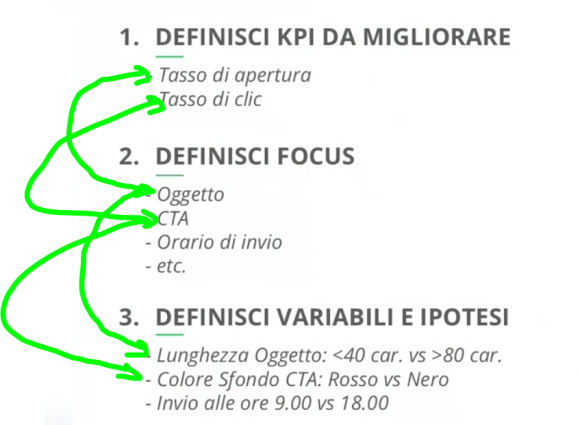 1. DEFINISCI KPI DA MIGLIORARE
- Tasso di apertura
Tasso di clic
2. DEFINISCI FOCUS
- Oggetto
CTA
- Orario di invio
- etc.
3. DEFINISCI VARIABILI E IPOTESI
- Lunghezza Oggetto: <40 car. vs >80 car.
- Colore Sfondo CTA: Rosso vs Nero
- Invio alle ore 9.00 vs 18.00